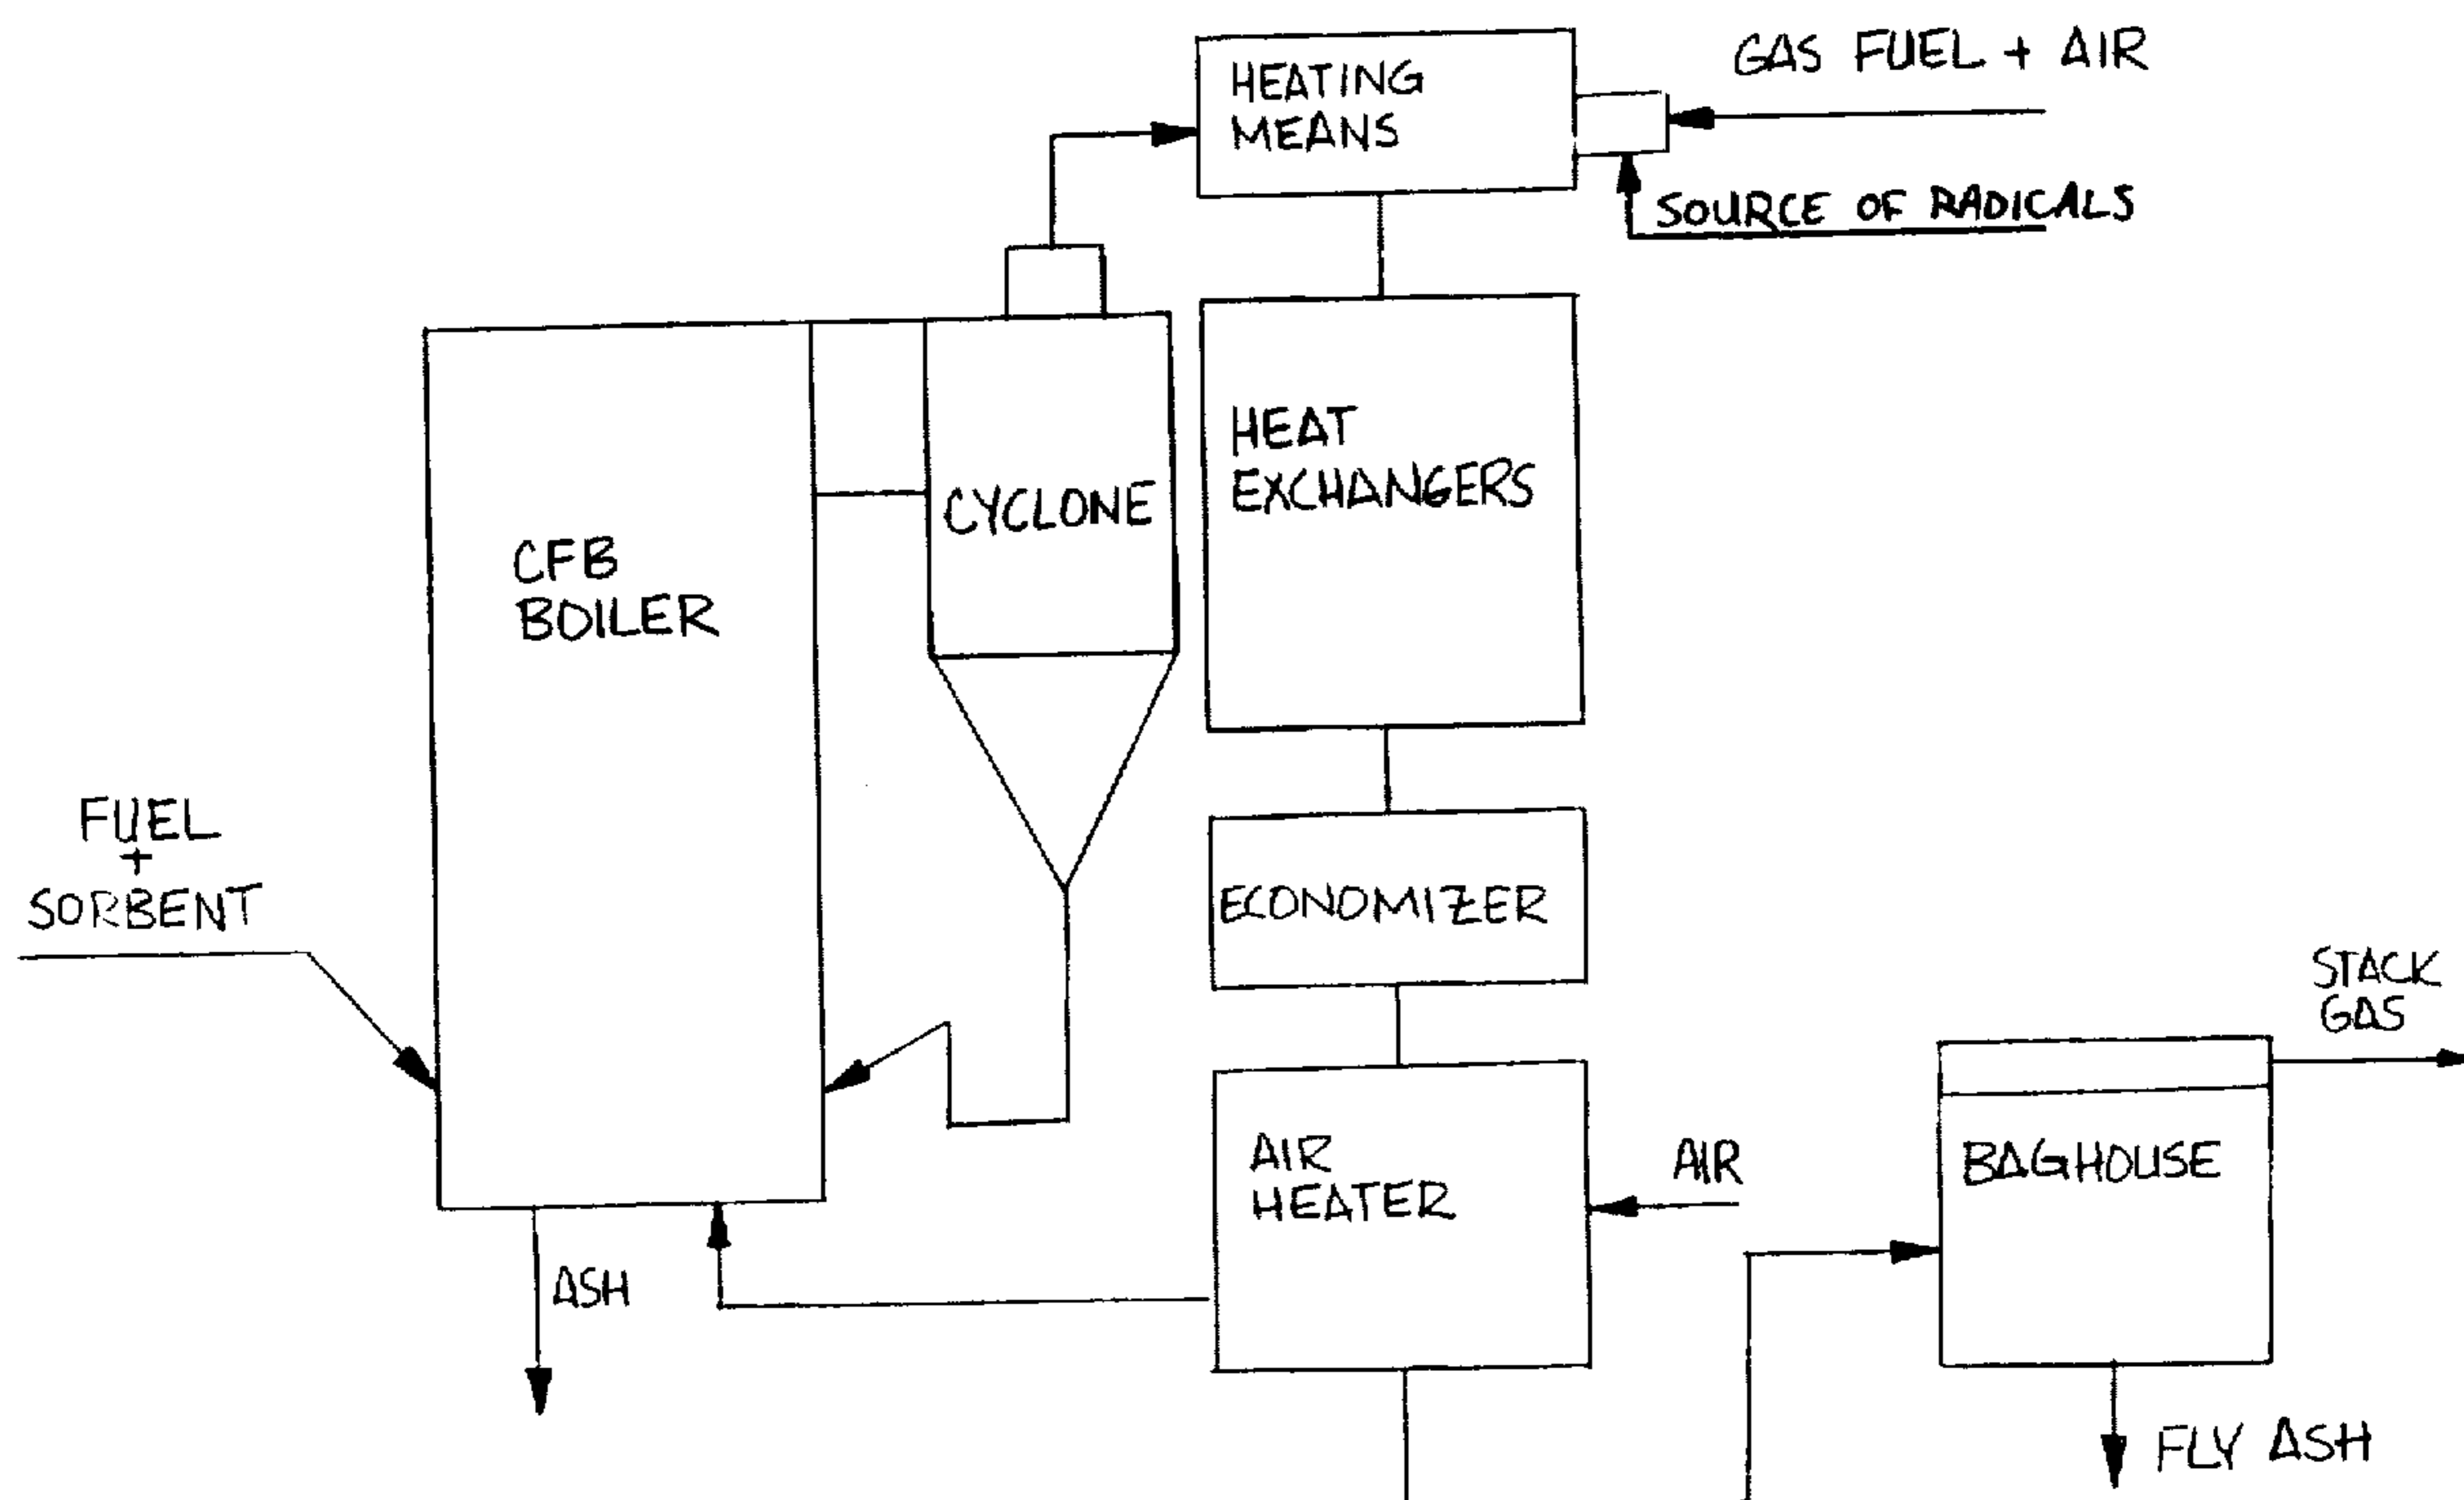 GAS FUEL + AIR
HEATING
MEANS
SOURCE OF RADICALS
HEAT
EXCHANGERS
CYCLONE
CFB
BOILER
FUEL
+
SORBENT
ECONOMIZER
STACK
GAS
AIR
HEATER
AIR
BAGHOUSE
ASH
FLY ASH